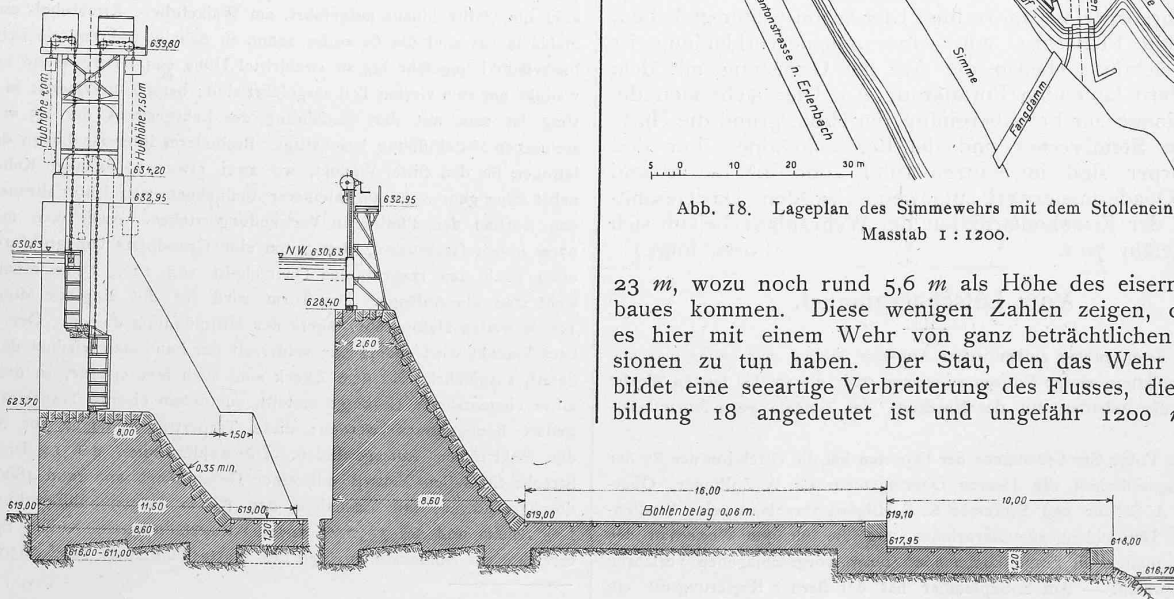 639,80
Hubhöhe
Hubhöhe 7,50m
634,20
632,95
630,63
623,70
8,00
1,50
0,35 min.
619,00
11,50
8,60
619,00
1,20
616,00-611,00
632,95
NW 630,63
628,40
2,60
8,60
619,00
16,00
Bohlenbelag 0,06 m.
619,10
617,95
10,00
1,20
618,00
616,70
Kantonstrasse n. Erlenbach
Simme
Fangdamm
5 0 10 20 30 m
Abb. 18. Lageplan des Simmewehrs mit dem Stollenein
Masstab 1 : 1200.
23 m, wozu noch rund 5,6 m als Höhe des eisern
baues kommen. Diese wenigen Zahlen zeigen, d
es hier mit einem Wehr von ganz beträchtlichen
sionen zu tun haben. Der Stau, den das Wehr
bildet eine seeartige Verbreiterung des Flusses, die
bildung 18 angedeutet ist und ungefähr 1200